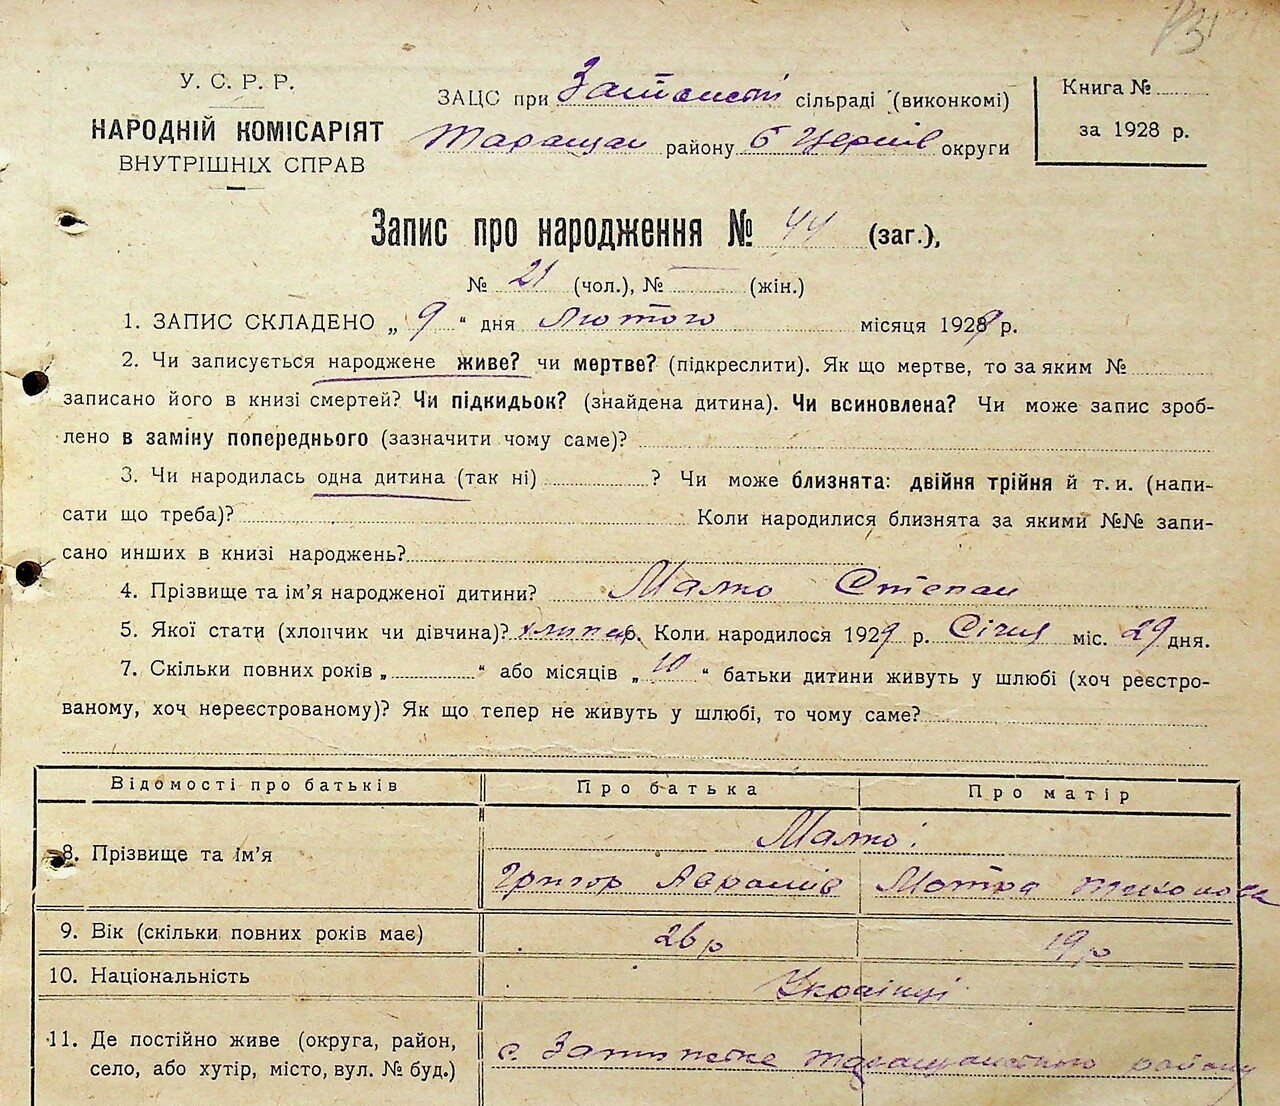 У. С. Р. Р.
НАРОДНІЙ КОМІСАРІЯТ
ВНУТРІШНІХ СПРАВ
ЗАЦС при сільраді (виконкомі)
Таращан району Б Церків округи
Книга №
за 1928 р.
Запис про народження № 44 (заг.),
№ 21 (чол.), № — (жін.)
1. ЗАПИС СКЛАДЕНО „ 9 “ дня Лютого місяця 1929 р.
2. Чи записується народжене живе? чи мертве? (підкреслити). Як що мертве, то за яким №
записано його в книзі смертей? Чи підкидьок? (знайдена дитина). Чи всиновлена? Чи може запис зроб-
лено в заміну попереднього (зазначити чому саме)?
3. Чи народилась одна дитина (так ні) ? Чи може близнята: двійня трійня й т. и. (напи-
сати що треба)? Коли народилися близнята за якими №№ запи-
сано инших в книзі народжень?
4. Прізвище та ім'я народженої дитини? Малко Степан
5. Якої стати (хлопчик чи дівчина)? 6. Коли народилося 1929 р. Січня міс. 29 дня.
7. Скільки повних років „ “ або місяців „ 10 “ батьки дитини живуть у шлюбі (хоч реєстро-
ваному, хоч нереєстрованому)? Як що тепер не живуть у шлюбі, то чому саме?
Відомості про батьків Про батька Про матір
8. Прізвище та ім'я Малко
Григор Аврамів Мотря Тихонова
9. Вік (скільки повних років має) 26 р 19 р
10. Національність Українці
11. Де постійно живе (округа, район,
село, або хутір, місто, вул. № буд.) с. Таращанського району